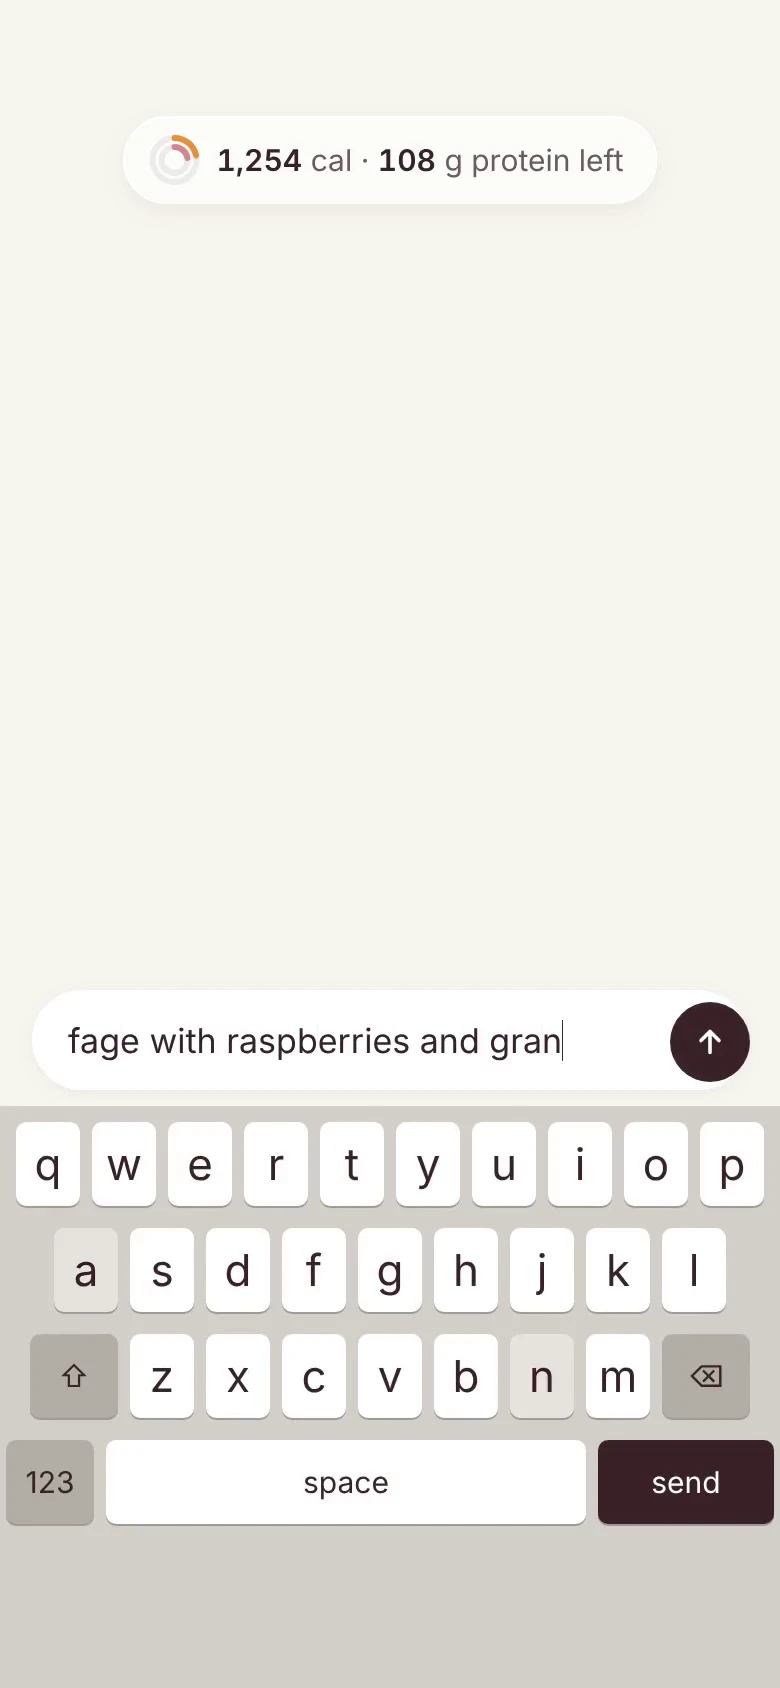 1,254 cal · 108 g protein left
fage with raspberries and gran
q w e r t y u i o p
a s d f g h j k l
z x c v b n m
123 space send